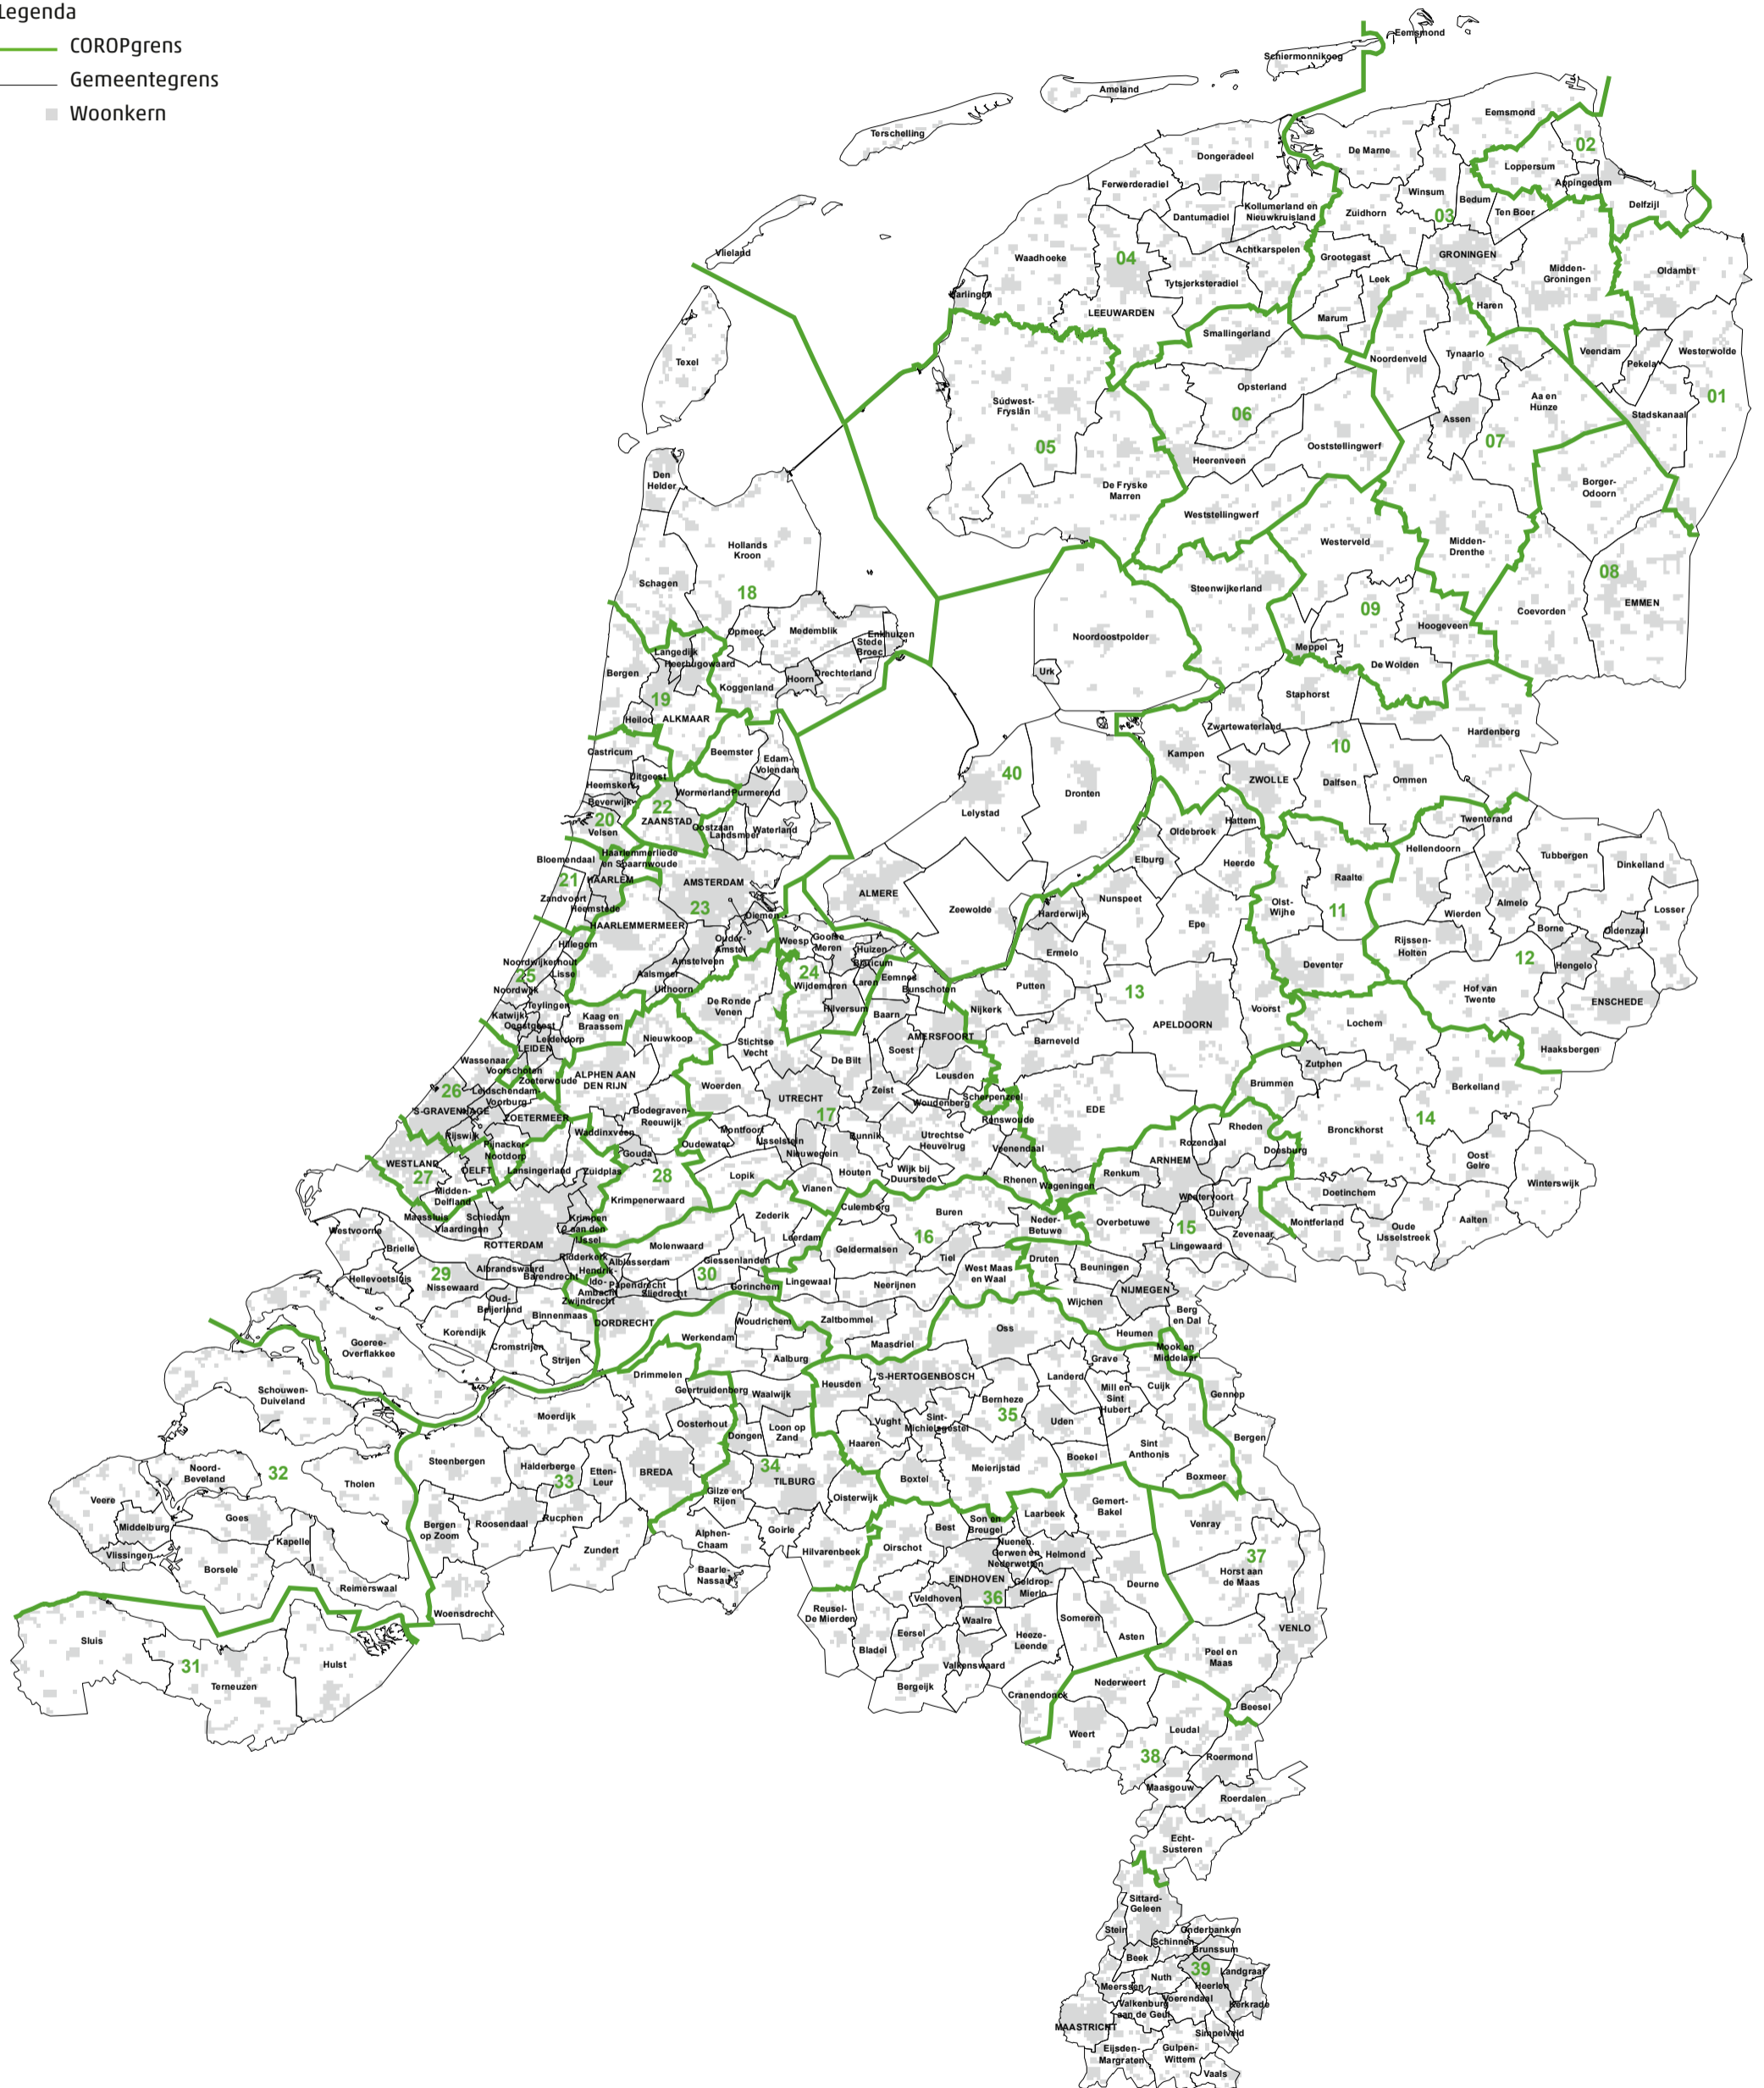 Legenda
COROPgrens
Gemeentegrens
Woonkern
Eemsmond
Schiermonnikoog
Ameland
Terschelling
Vlieland
Texel
Eemsmond
02
De Marne
Loppersum
Appingedam
Delfzijl
Dongeradeel
Ferwerderadiel
Winsum
Bedum
03
Ten Boer
Dantumadiel
Kollumerland en
Nieuwkruisland
Zuidhorn
Achtkarspelen
Grootegast
GRONINGEN
Midden-
Groningen
Oldambt
Waadhoeke
04
Tytsjerksteradiel
Leek
Harlingen
LEEUWARDEN
Marum
Haren
Smallingerland
Noordenveld
Tynaarlo
Veendam
Pekela
Westerwolde
01
Súdwest-
Fryslân
Opsterland
06
Assen
Aa en
Hunze
Stadskanaal
05
Ooststellingwerf
07
Heerenveen
De Fryske
Marren
Borger-
Odoorn
Weststellingwerf
Westerveld
Midden-
Drenthe
08
EMMEN
Den
Helder
Hollands
Kroon
Schagen
18
Steenwijkerland
09
Coevorden
Hoogeveen
Noordoostpolder
Urk
Meppel
De Wolden
Opmeer
Medemblik
Enkhuizen
Stede
Broec
Langedijk
Heerhugowaard
Bergen
Drechterland
Hoorn
Koggenland
19
Heiloo
ALKMAAR
Staphorst
Zwartewaterland
Hardenberg
Castricum
Beemster
Edam-
Volendam
Kampen
10
Uitgeest
Heemskerk
Wormerland
Purmerend
ZWOLLE
Dalfsen
Ommen
40
Dronten
Lelystad
Beverwijk
22
20
ZAANSTAD
Velsen
Oostzaan
Landsmeer
Waterland
Oldebroek
Hattem
Twenterand
Haarlemmerliede
en Spaarnwoude
Bloemendaal
Elburg
Heerde
Hellendoorn
Tubbergen
Dinkelland
21
HAARLEM
AMSTERDAM
ALMERE
Raalte
Zandvoort
Heemstede
23
Zeewolde
Nunspeet
Harderwijk
Epe
Olst-
Wijhe
11
Wierden
Almelo
Losser
Diemen
HAARLEMMERMEER
Hillegom
Ouder-
Amstel
Weesp
Gooise
Meren
Huizen
Borne
Oldenzaal
Ermelo
Rijssen-
Holten
12
Hengelo
Noordwijkerhout
25
Lisse
Amstelveen
Aalsmeer
Uithoorn
Blaricum
24
Laren
Eemnes
Wijdemeren
Bunschoten
Putten
Deventer
Noordwijk
Teylingen
Katwijk
Oegstgeest
Kaag en
Braassem
De Ronde
Venen
Hilversum
Baarn
Nijkerk
13
APELDOORN
Voorst
Hof van
Twente
ENSCHEDE
Lochem
Leiderdorp
LEIDEN
Nieuwkoop
Stichtse
Vecht
AMERSFOORT
Soest
Barneveld
Haaksbergen
Wassenaar
Voorschoten
Zoeterwoude
De Bilt
Zutphen
Leusden
Brummen
Berkelland
26
Leidschendam-
Voorburg
ALPHEN AAN
DEN RIJN
Woerden
Zeist
UTRECHT
17
Woudenberg
Scherpenzeel
EDE
'S-GRAVENHAGE
ZOETERMEER
Bodegraven-
Reeuwijk
Renswoude
14
Rheden
Bronckhorst
Rijswijk
Pijnacker-
Nootdorp
Waddinxveen
Montfoort
Oudewater
IJsselstein
Nieuwegein
Bunnik
Utrechtse
Heuvelrug
Veenendaal
Rozendaal
Doesburg
WESTLAND
27
DELFT
Lansingerland
Gouda
Zuidplas
28
Lopik
Houten
Wijk bij
Duurstede
Rhenen
Renkum
ARNHEM
Oost
Gelre
Winterswijk
Midden-
Delfland
Krimpenerwaard
Vianen
Wageningen
Westervoort
Duiven
Doetinchem
Maassluis
Schiedam
Vlaardingen
Krimpen
aan den
IJssel
Culemborg
Buren
Neder-
Betuwe
Overbetuwe
15
Montferland
Oude
IJsselstreek
Aalten
Westvoorne
Brielle
ROTTERDAM
Zederik
Leerdam
16
Geldermalsen
Lingewaard
Zevenaar
Molenwaard
Ridderkerk
Alblasserdam
Giessenlanden
Tiel
Druten
Beuningen
Hellevoetsluis
29
Nissewaard
Albrandswaard
Barendrecht
Hendrik-
Ido-
Ambacht
Papendrecht
Sliedrecht
30
Gorinchem
Lingewaal
Neerijnen
West Maas
en Waal
NIJMEGEN
Oud-
Beijerland
Zwijndrecht
Binnenmaas
DORDRECHT
Wijchen
Berg
en Dal
Korendijk
Cromstrijen
Strijen
Woudrichem
Zaltbommel
Oss
Heumen
Goeree-
Overflakkee
Werkendam
Maasdriel
Mook en
Middelaar
Aalburg
Grave
Drimmelen
Geertruidenberg
Waalwijk
Heusden
'S-HERTOGENBOSCH
Landerd
Mill en
Sint
Hubert
Cuijk
Gennep
Schouwen-
Duiveland
Moerdijk
Oosterhout
Dongen
Loon op
Zand
Vught
Sint-
Michielsgestel
Bernheze
35
Uden
Bergen
Haaren
Boekel
Sint
Anthonis
Noord-
Beveland
32
Tholen
Steenbergen
Halderberge
33
Etten-
Leur
BREDA
34
TILBURG
Boxtel
Meierijstad
Boxmeer
Veere
Gilze en
Rijen
Oisterwijk
Gemert-
Bakel
Middelburg
Goes
Kapelle
Bergen
op Zoom
Roosendaal
Rucphen
Laarbeek
Venray
Best
Son en
Breugel
Alphen-
Chaam
Goirle
Hilvarenbeek
Oirschot
Nuenen,
Gerwen en
Nederwetten
Helmond
Vlissingen
Borsele
Zundert
37
Horst aan
de Maas
Reimerswaal
Baarle-
Nassau
EINDHOVEN
Geldrop-
Mierlo
Deurne
Veldhoven
36
Woensdrecht
Reusel-
De Mierden
Waalre
Someren
VENLO
Sluis
Eersel
Heeze-
Leende
Asten
Hulst
Bladel
Peel en
Maas
31
Terneuzen
Valkenswaard
Bergeijk
Cranendonck
Nederweert
Beesel
Weert
Leudal
38
Roermond
Maasgouw
Roerdalen
Echt-
Susteren
Sittard-
Geleen
Stein
Onderbanken
Schinnen
Brunssum
Beek
39
Landgraaf
Nuth
Meerssen
Heerlen
Voerendaal
Kerkrade
Valkenburg
aan de Geul
MAASTRICHT
Simpelveld
Eijsden-
Margraten
Gulpen-
Wittem
Vaals